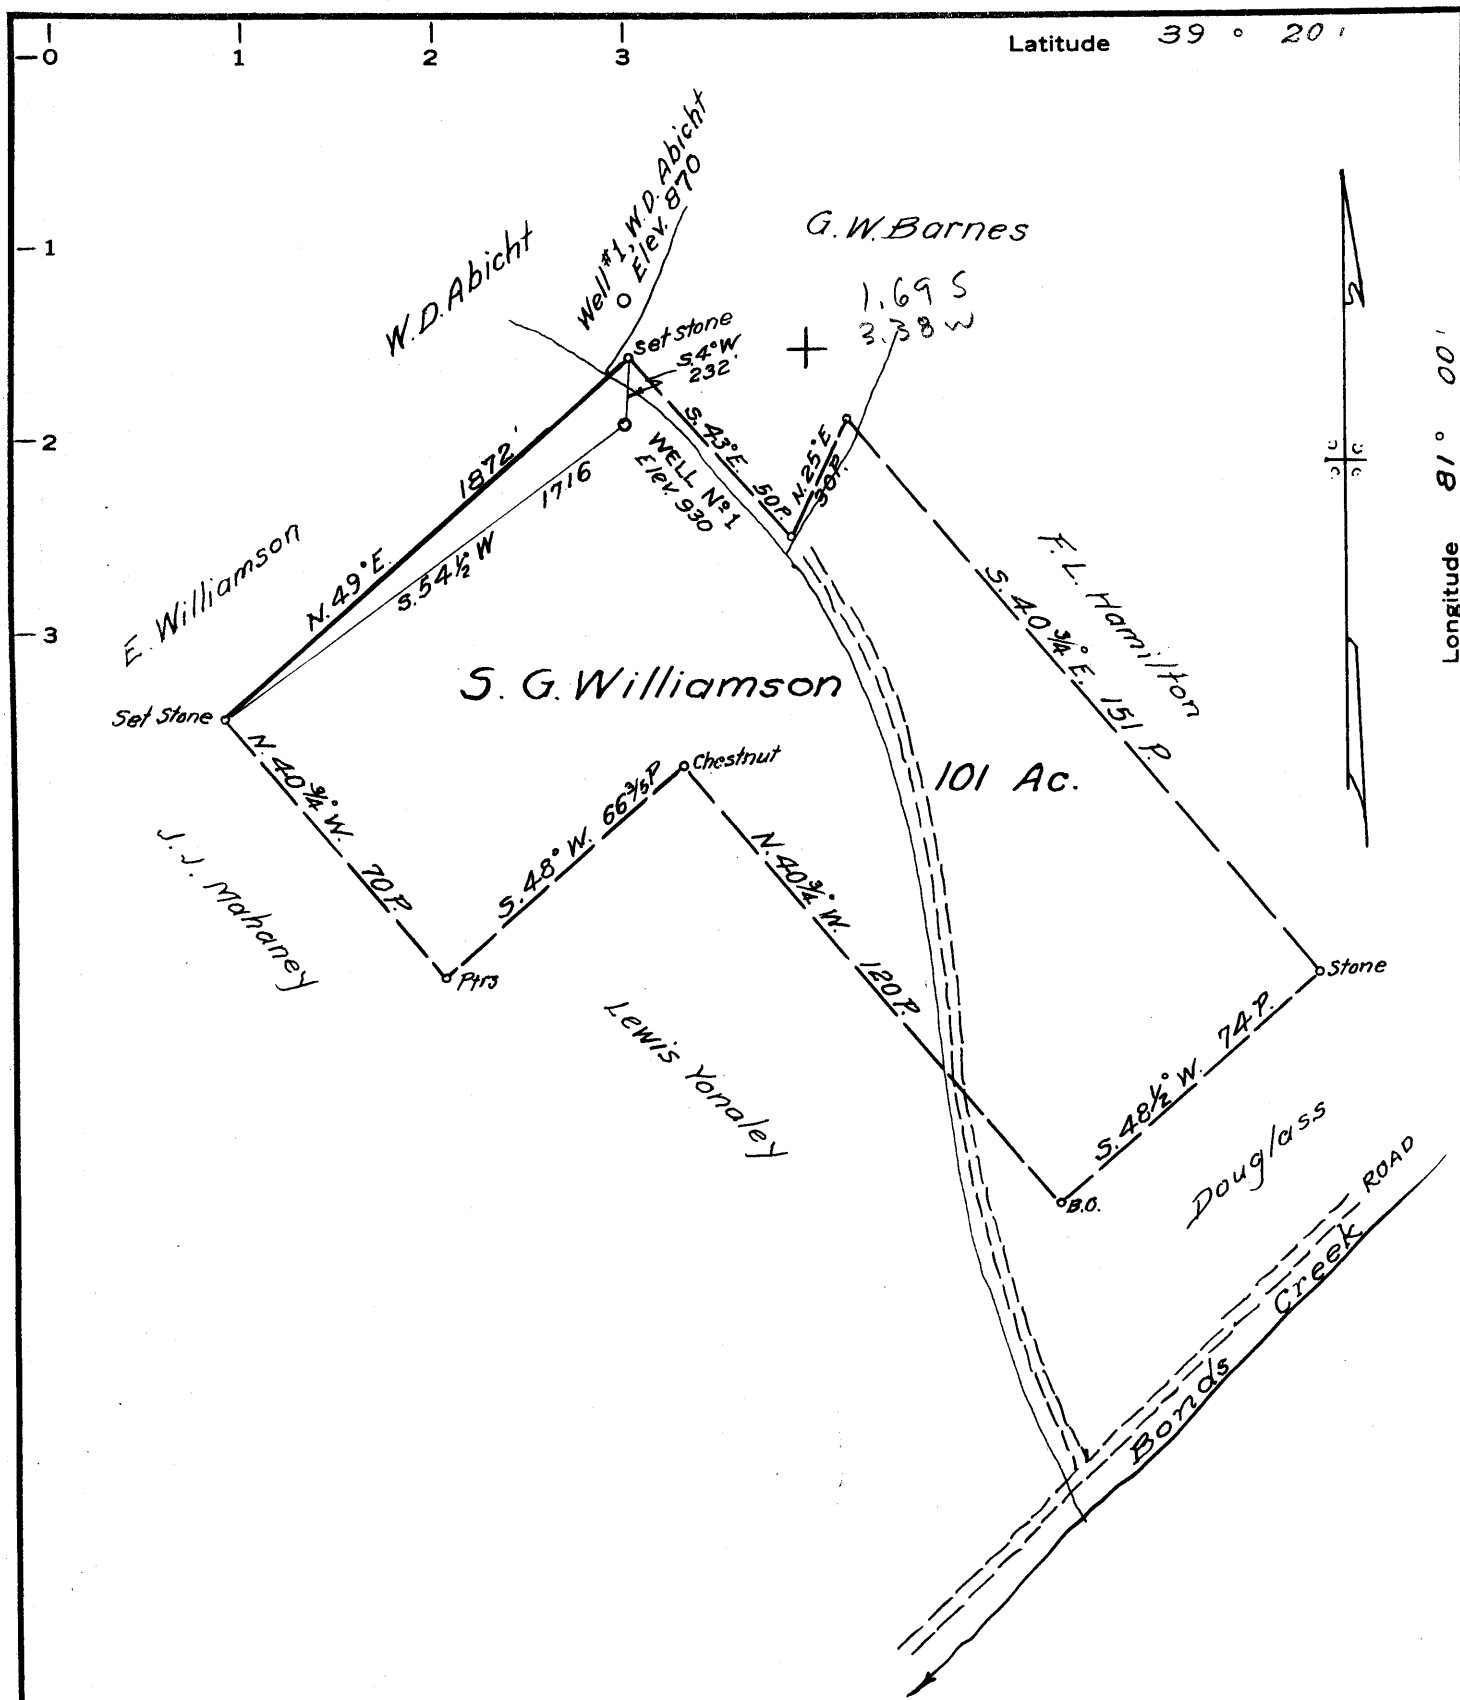 0 1 2 3
Latitude 39° 20'
Longitude 81° 00'
1
2
3
Well #1, W.D. Abicht
Elev. 870
W.D. Abicht
G.W. Barnes
1.69 S
3.38 W
Set Stone
S.4°W
232'
1872'
N. 49° E.
1716
S. 54½ W
WELL No 1
Elev. 930
S. 43° E. 50P.
N. 25° E
30P.
E. Williamson
F.L. Hamilton
S. 40¾° E. 151 P.
S. G. Williamson
101 Ac.
Set Stone
Chestnut
N. 40¾° W. 70P.
S. 48° W. 66⅗P
J.J. Mahaney
Ptrs
N. 40¾° W. 120P.
Stone
Lewis Yonaley
S. 48½° W. 74P.
B.O.
Douglass
ROAD
Bonds Creek